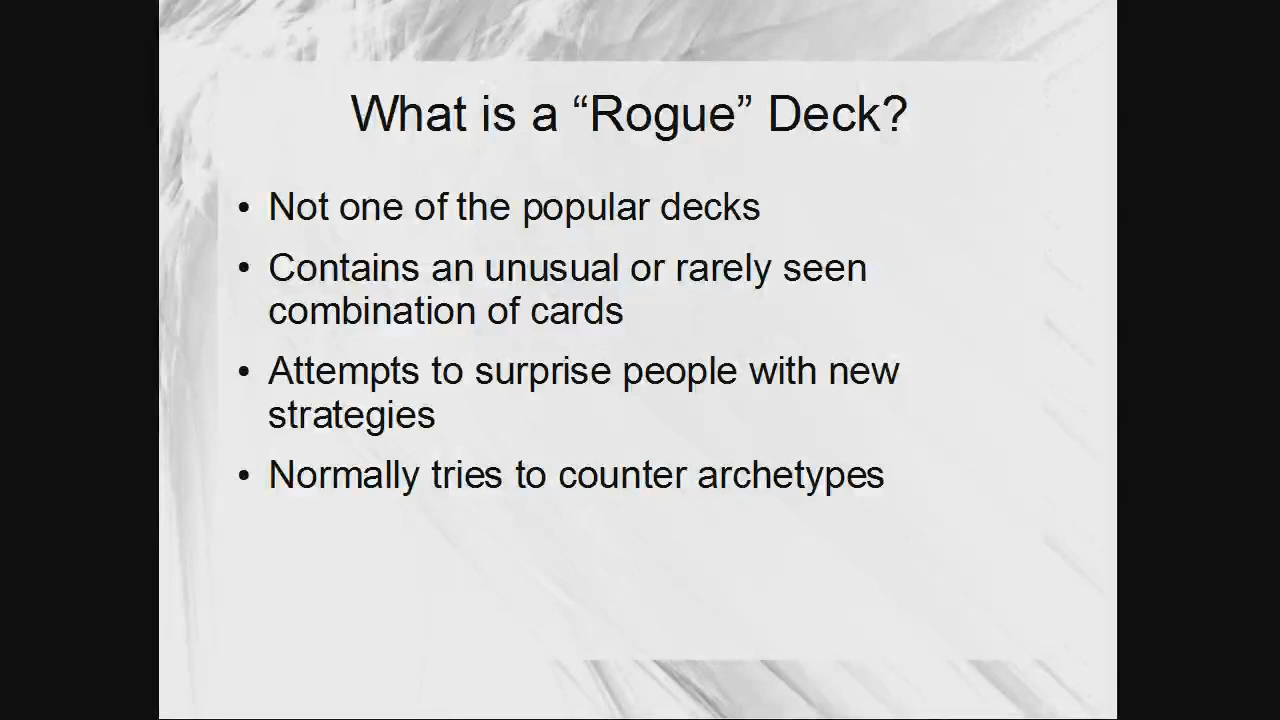 What is a “Rogue” Deck?
• Not one of the popular decks
• Contains an unusual or rarely seen
combination of cards
• Attempts to surprise people with new
strategies
• Normally tries to counter archetypes